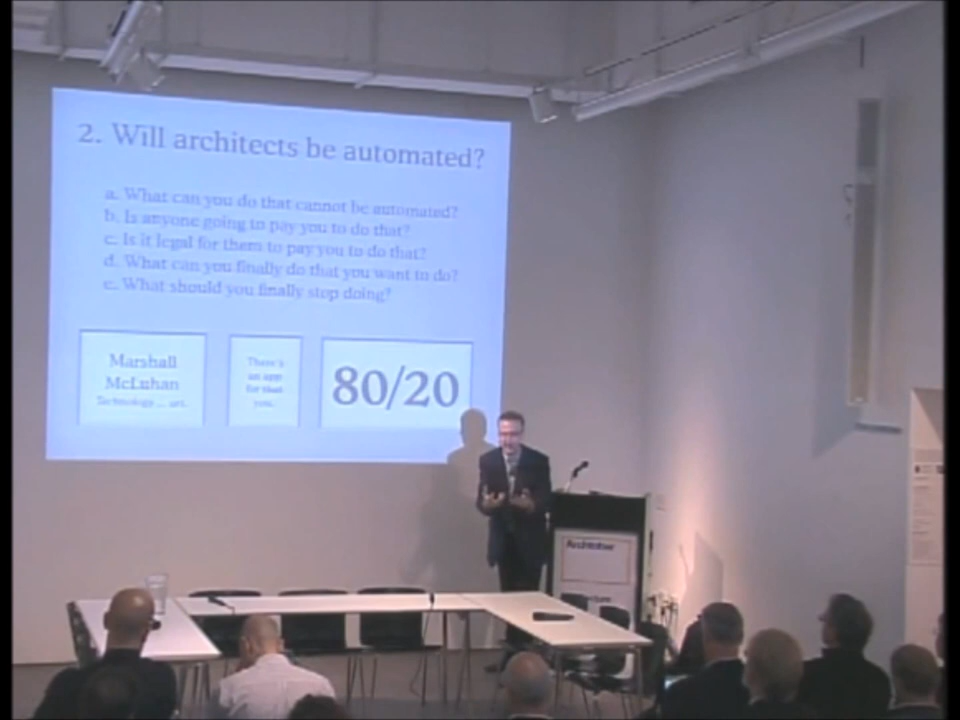 2. Will architects be automated?
a. What can you do that cannot be automated?
b. Is anyone going to pay you to do that?
c. Is it legal for them to pay you to do that?
d. What can you finally do that you want to do?
e. What should you finally stop doing?
Marshall
McLuhan
Technology ... art.
There's
an app
for that
80/20